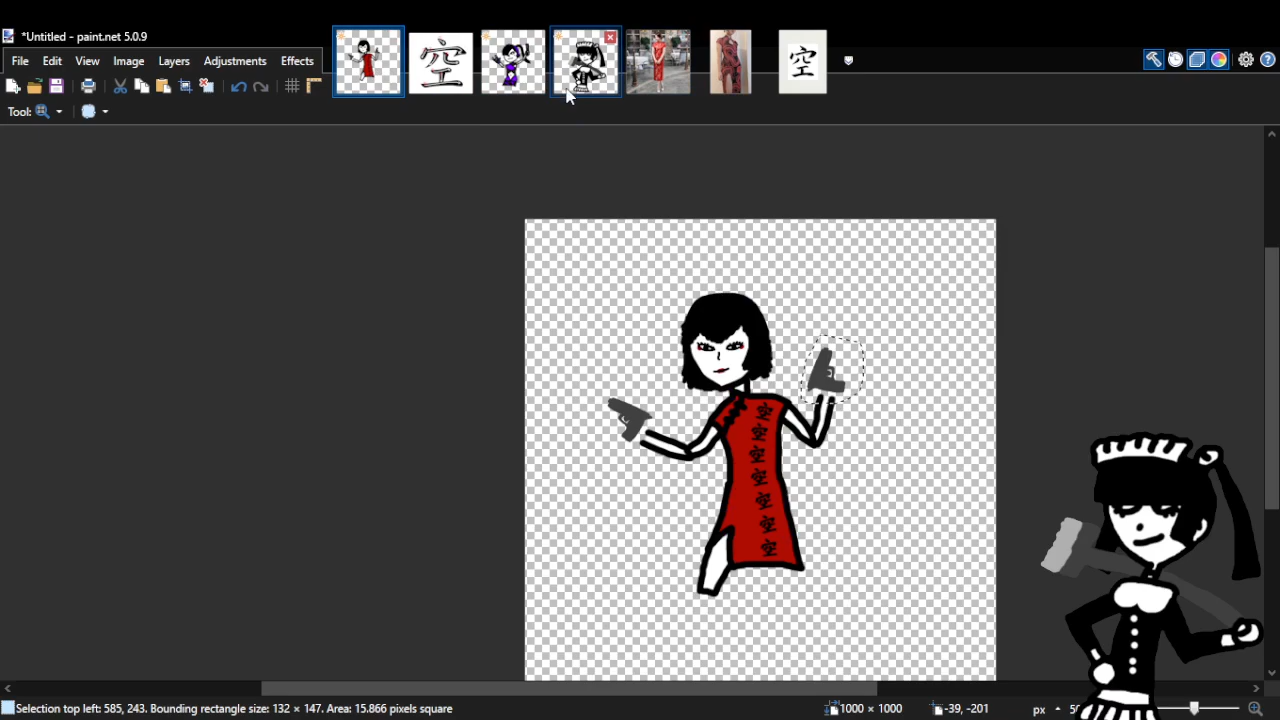 *Untitled - paint.net 5.0.9
空
空
File Edit View Image Layers Adjustments Effects
Tool:
空
空
空
空
空
空
空
Selection top left: 585, 243. Bounding rectangle size: 132 × 147. Area: 15.866 pixels square
1000 × 1000
-39, -201
px